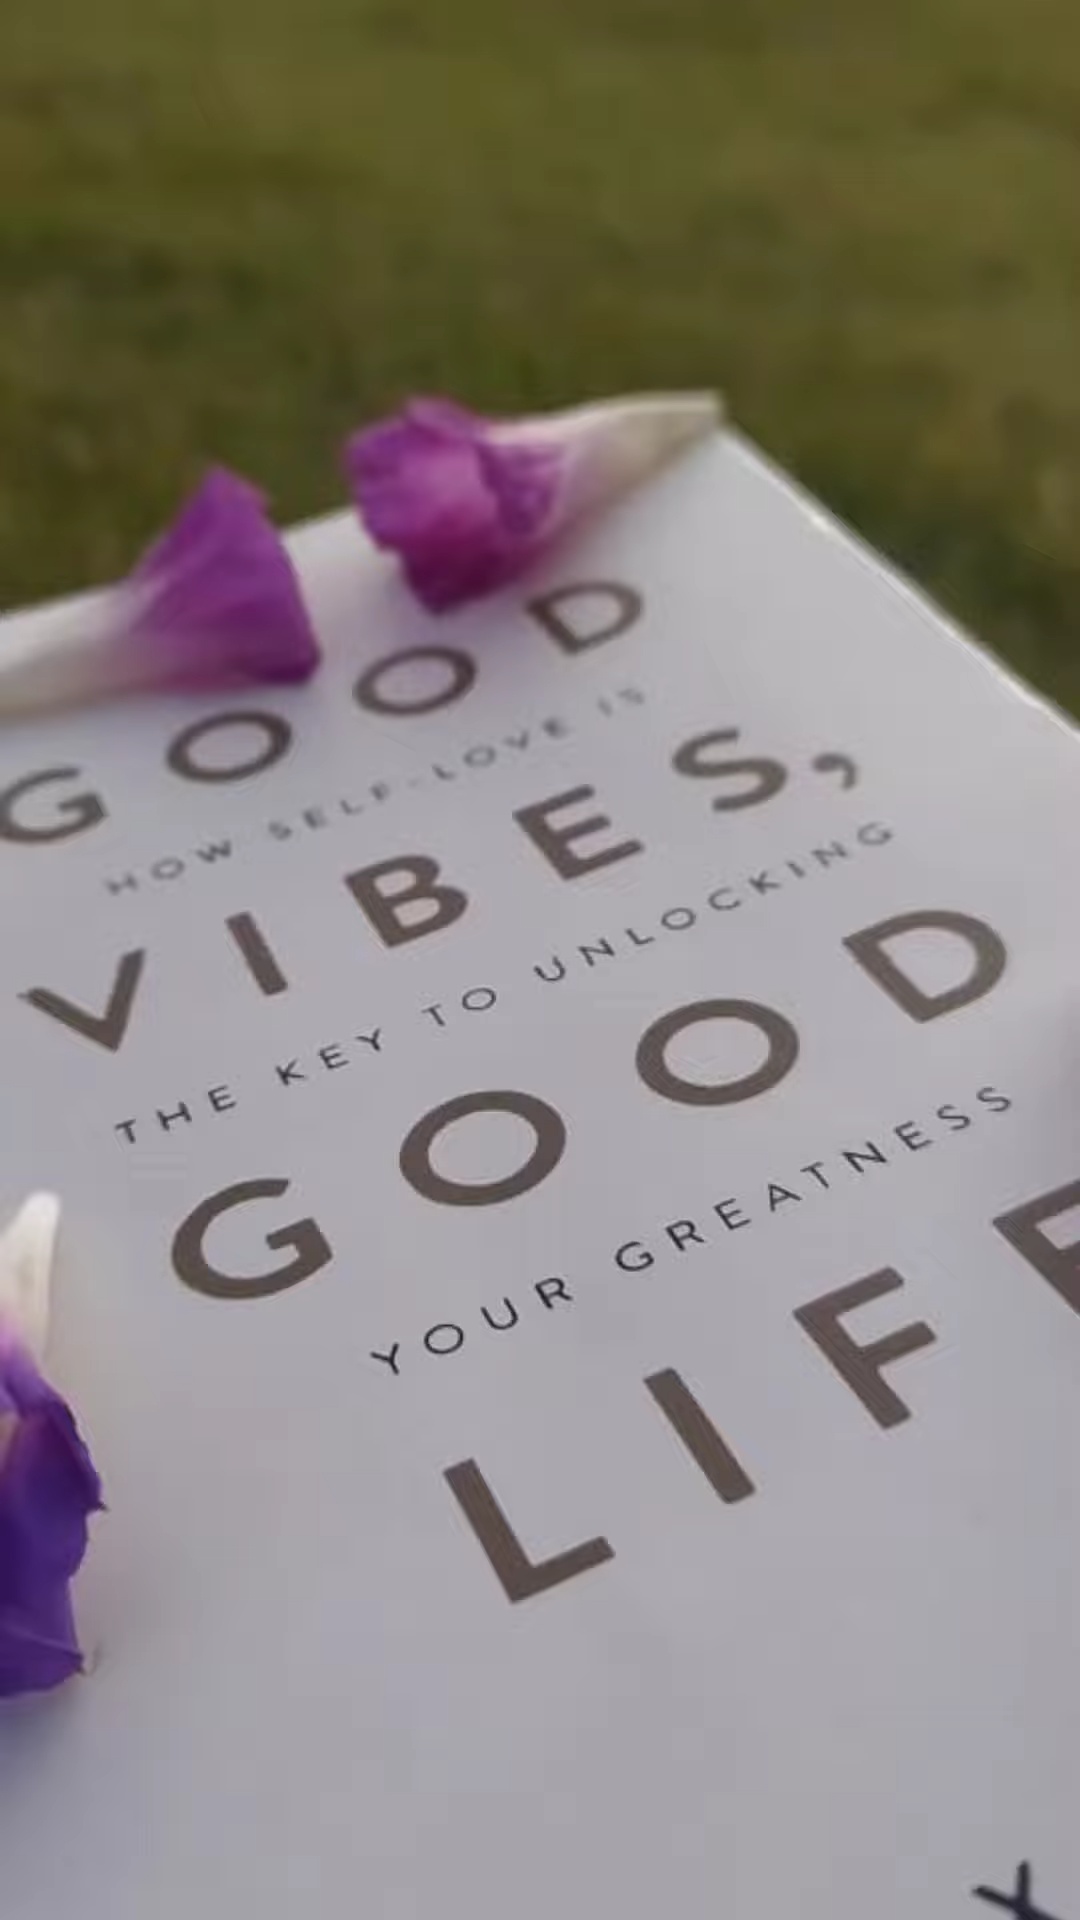 GOOD
HOW SELF-LOVE IS
VIBES,
THE KEY TO UNLOCKING
GOOD
YOUR GREATNESS
LIFE